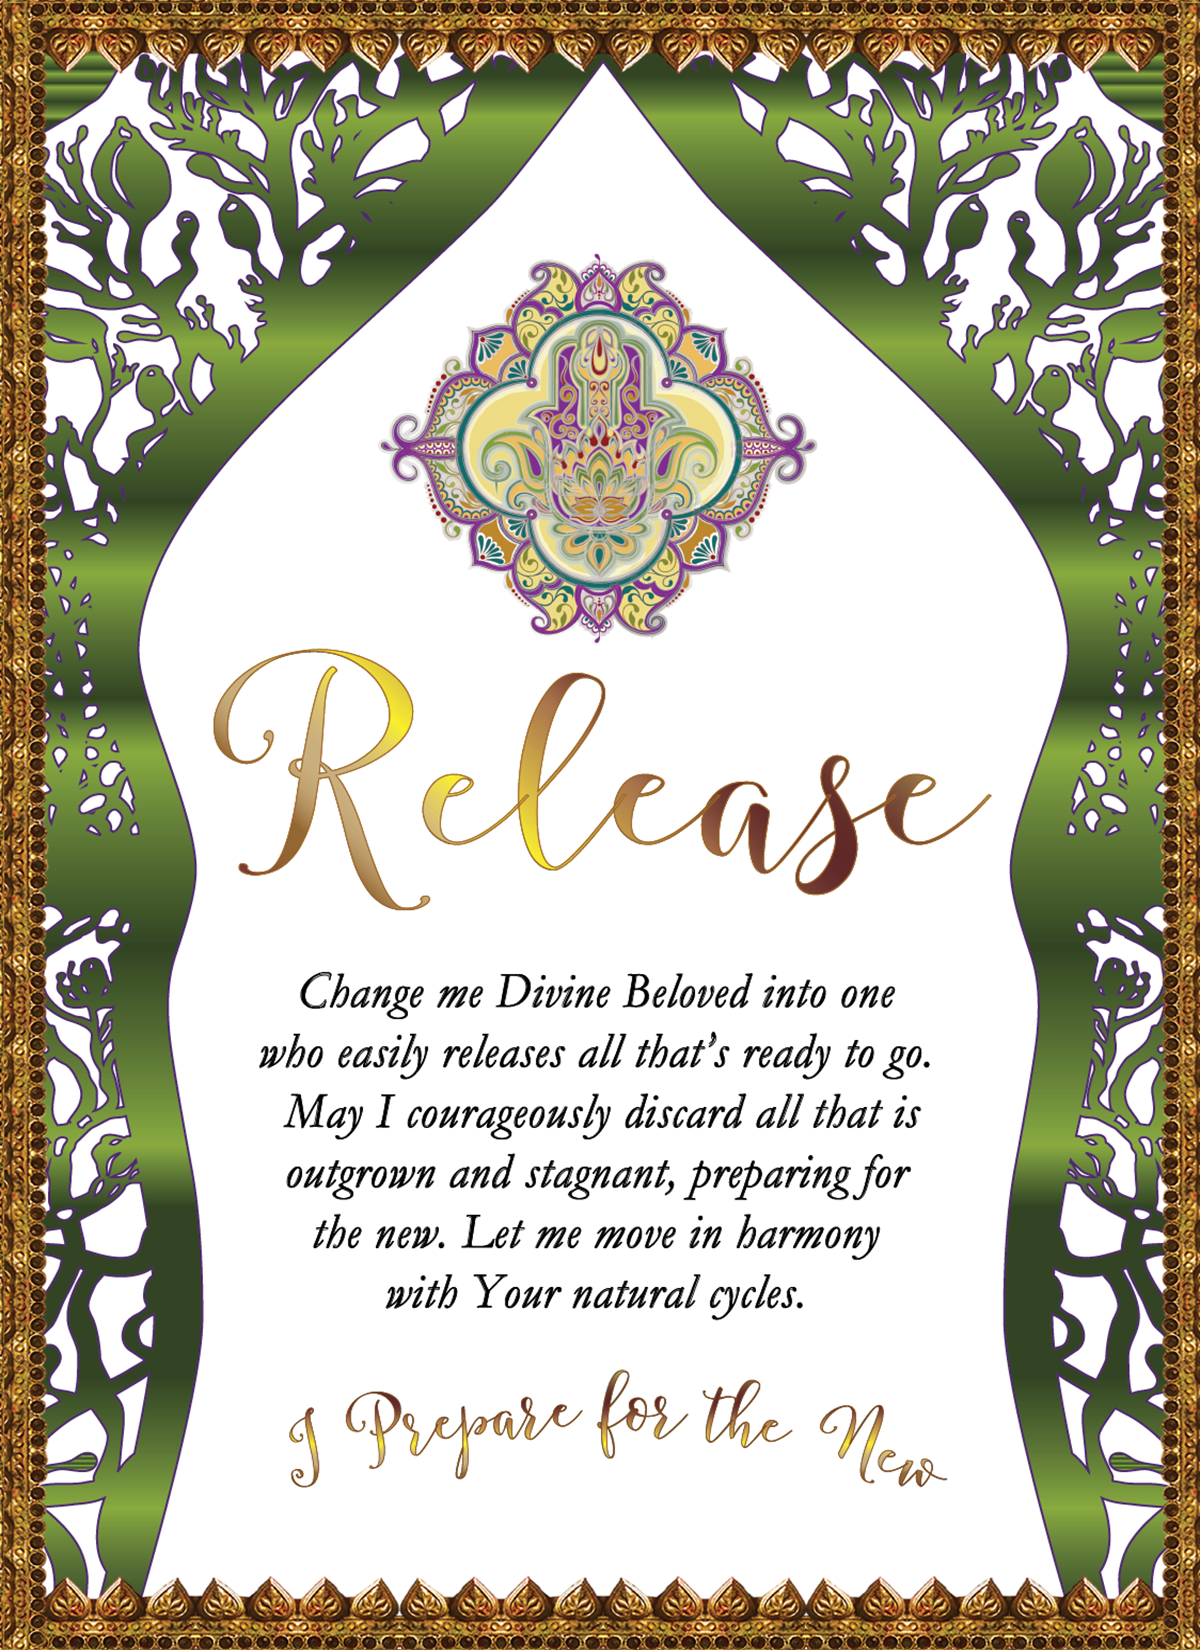 Release
Change me Divine Beloved into one
who easily releases all that's ready to go.
May I courageously discard all that is
outgrown and stagnant, preparing for
the new. Let me move in harmony
with Your natural cycles.
I Prepare for the New